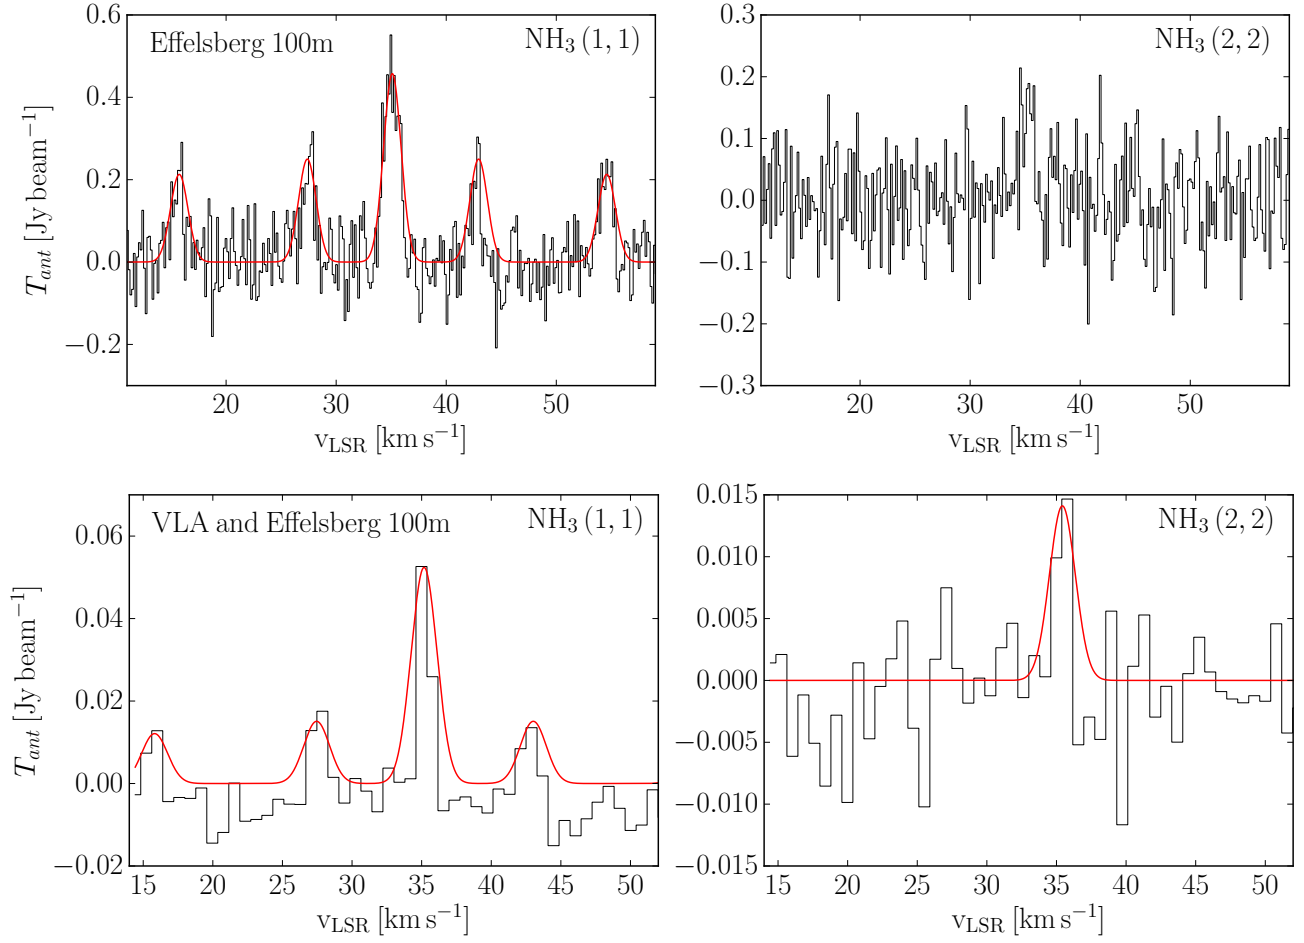 Effelsberg 100m
NH₃ (1, 1)
0.6
0.4
0.2
0.0
−0.2
T_ant [Jy beam⁻¹]
20 30 40 50
v_LSR [km s⁻¹]
NH₃ (2, 2)
0.3
0.2
0.1
0.0
−0.1
−0.2
−0.3
20 30 40 50
v_LSR [km s⁻¹]
VLA and Effelsberg 100m
NH₃ (1, 1)
0.06
0.04
0.02
0.00
−0.02
T_ant [Jy beam⁻¹]
15 20 25 30 35 40 45 50
v_LSR [km s⁻¹]
NH₃ (2, 2)
0.015
0.010
0.005
0.000
−0.005
−0.010
−0.015
15 20 25 30 35 40 45 50
v_LSR [km s⁻¹]